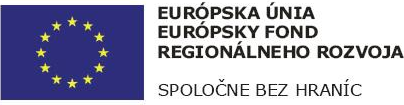 EURÓPSKA ÚNIA
EURÓPSKY FOND
REGIONÁLNEHO ROZVOJA
SPOLOČNE BEZ HRANÍC